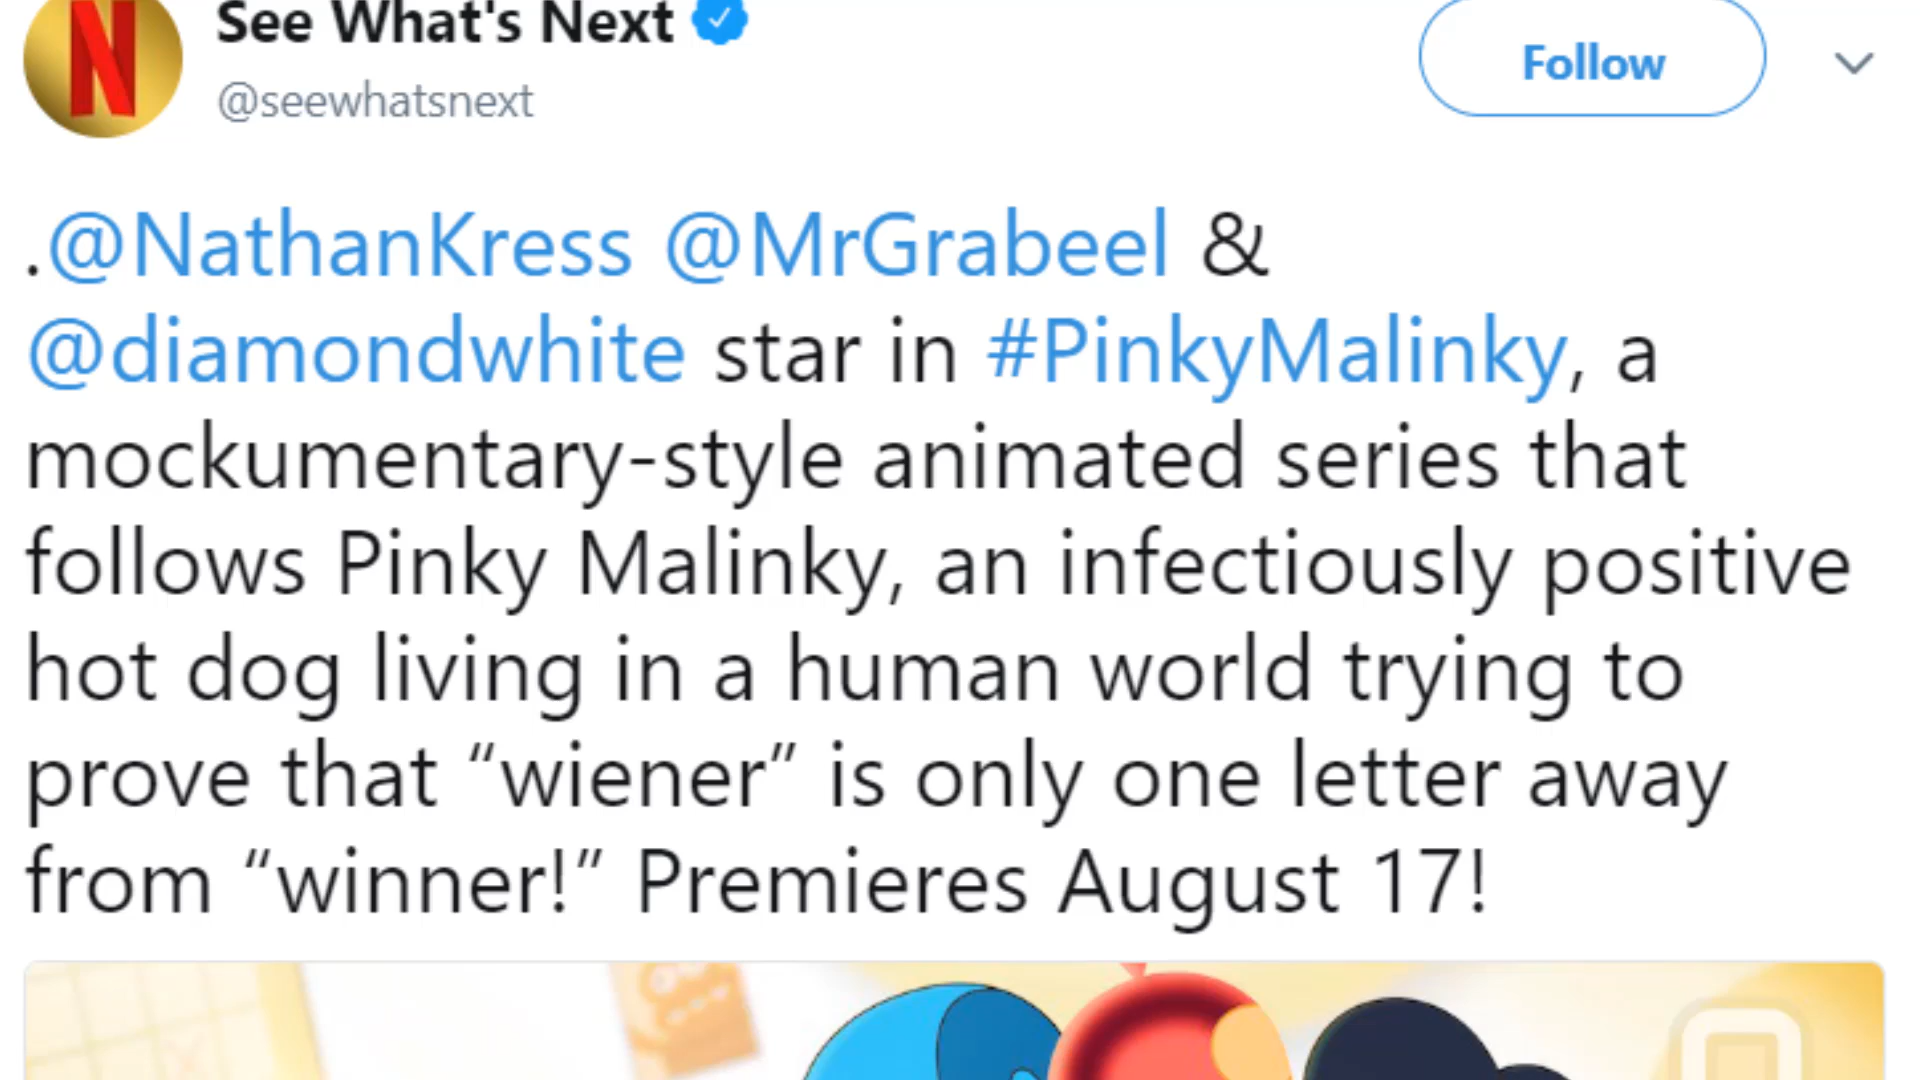 See What's Next
@seewhatsnext
Follow
.@NathanKress @MrGrabeel &
@diamondwhite star in #PinkyMalinky, a
mockumentary-style animated series that
follows Pinky Malinky, an infectiously positive
hot dog living in a human world trying to
prove that “wiener” is only one letter away
from “winner!” Premieres August 17!